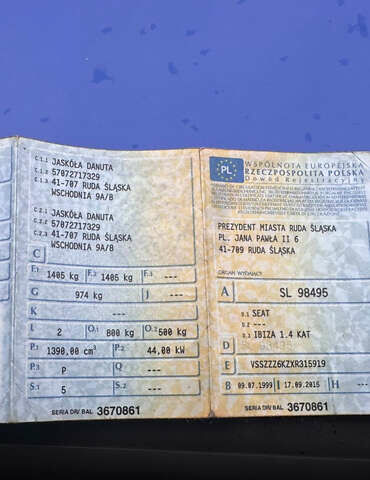 C.1.1 JASKÓŁA DANUTA
C.1.2 57072717329
C.1.3 41-707 RUDA ŚLĄSKA
WSCHODNIA 9A/8
C.2.1 JASKÓŁA DANUTA
C.2.2 57072717329
C.2.3 41-707 RUDA ŚLĄSKA
WSCHODNIA 9A/8
C
F.1 1405 kg F.2 1405 kg F.3 ---
G 974 kg J ---
K ---
L 2 O.1 800 kg O.2 500 kg
P.1 1390,00 cm³ P.2 44,00 kW
P.3 P Q ---
S.1 5 S.2 ---
SERIA DR/ BAL 3670861
PL
WSPÓLNOTA EUROPEJSKA
RZECZPOSPOLITA POLSKA
Dowód Rejestracyjny
PREZYDENT MIASTA RUDA ŚLĄSKA
PL. JANA PAWŁA II 6
41-709 RUDA ŚLĄSKA
ORGAN WYDAJĄCY
A SL 98495
D.1 SEAT
D.2 ---
D D.3 IBIZA 1.4 KAT
E VSSZZZ6KZXR315919
B 09.07.1999 I 17.09.2015 H ---
SERIA DR/ BAL 3670861